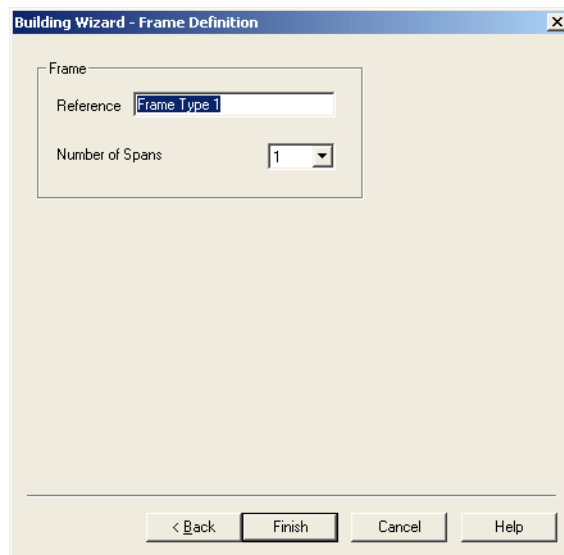 Building Wizard - Frame Definition
Frame
Reference Frame Type 1
Number of Spans 1
< Back Finish Cancel Help